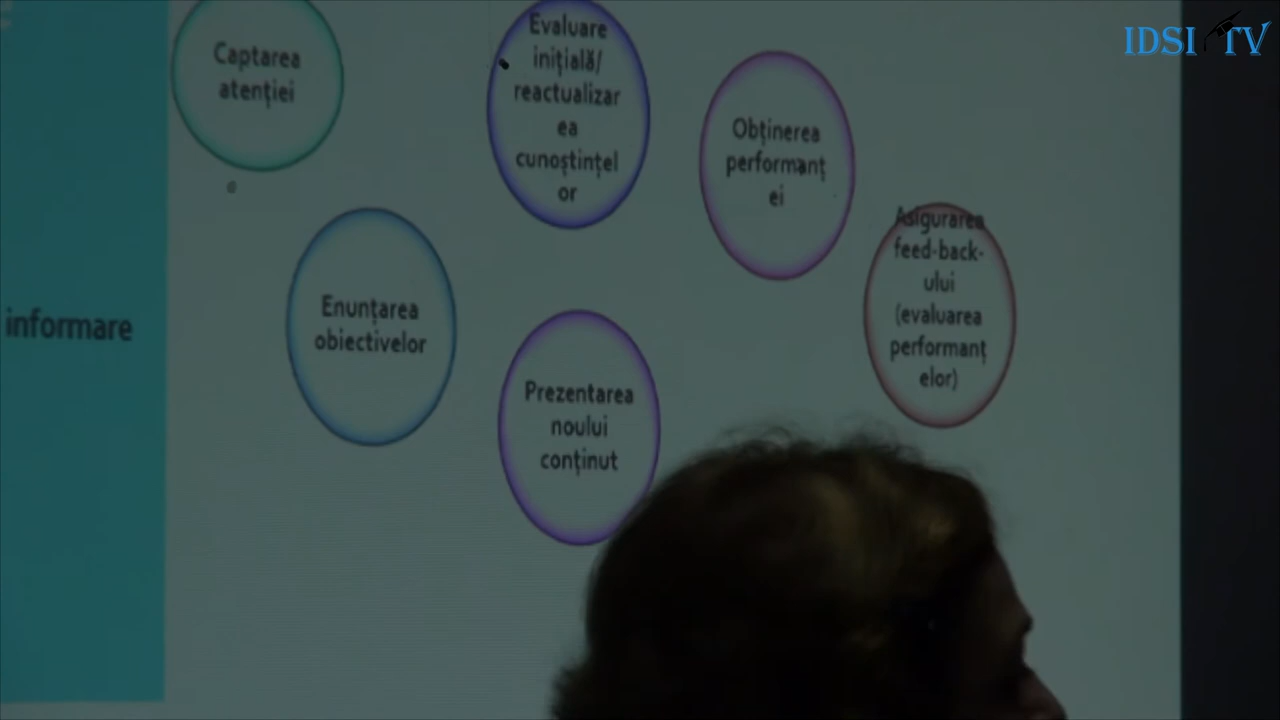 IDSI TV
Captarea
atenției
Evaluare
inițială/
reactualizar
ea
cunoștințel
or
Obținerea
performanț
ei
Asigurarea
feed-back-
ului
(evaluarea
performanț
elor)
informare
Enunțarea
obiectivelor
Prezentarea
noului
conținut